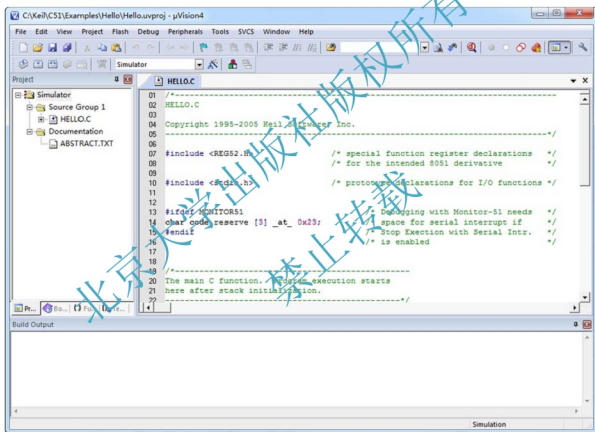 C:\Keil\C51\Examples\Hello\Hello.uvproj - µVision4
File Edit View Project Flash Debug Peripherals Tools SVCS Window Help
Simulator
Project
HELLO.C
Simulator
Source Group 1
HELLO.C
Documentation
ABSTRACT.TXT
01 /*------------------------------------------------------------------------------
02 HELLO.C
03
04 Copyright 1995-2005 Keil Software, Inc.
05 ------------------------------------------------------------------------------*/
06
07 #include <REG52.H> /* special function register declarations */
08 /* for the intended 8051 derivative */
09
10 #include <stdio.h> /* prototype declarations for I/O functions */
11
12
13 #ifdef MONITOR51 /* Debugging with Monitor-51 needs */
14 char code reserve [3] _at_ 0x23; /* space for serial interrupt if */
15 #endif /* Stop Exection with Serial Intr. */
16 /* is enabled */
17
18
19 /*-------------------------------------------------
20 The main C function. Program execution starts
21 here after stack initialization.
22 -------------------------------------------------*/
Pr... Bo... Fu... Te...
Build Output
Simulation
北京大学出版社版权所有
禁止转载